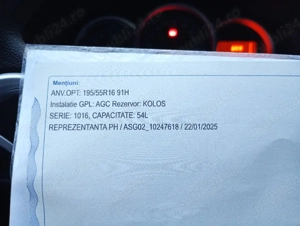 Mențiuni:
ANV.OPT: 195/55R16 91H
Instalatie GPL: AGC Rezervor: KOLOS
SERIE: 1016, CAPACITATE: 54L
REPREZENTANTA PH / ASG02_10247618 / 22/01/2025